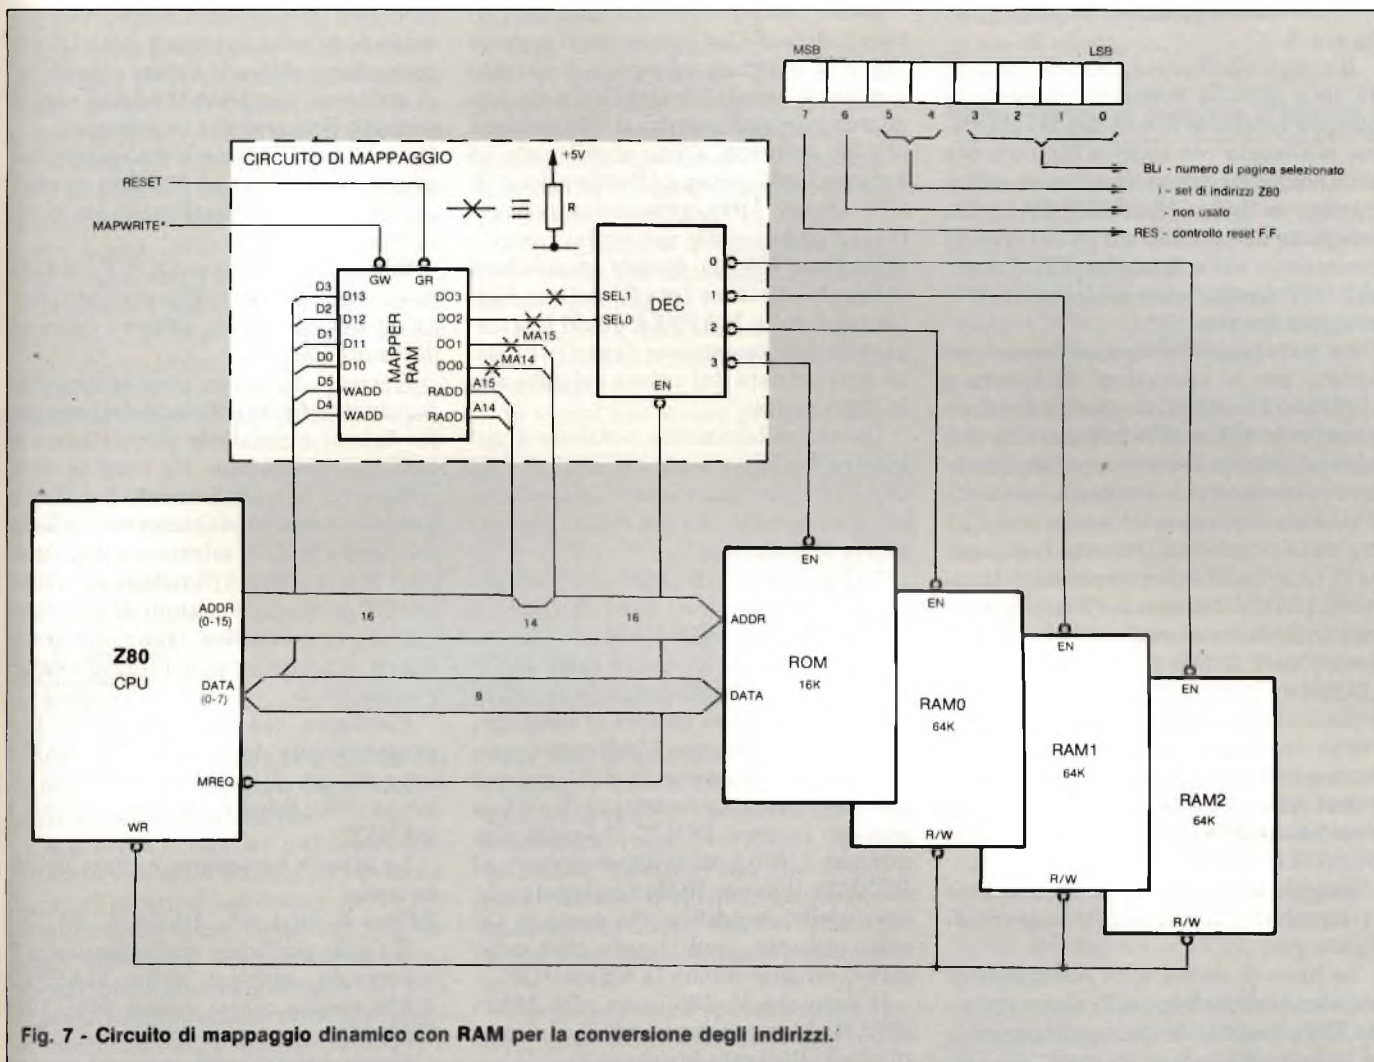 MSB LSB
7 6 5 4 3 2 1 0
BLi - numero di pagina selezionato
i - set di indirizzi Z80
- non usato
RES - controllo reset F.F.
CIRCUITO DI MAPPAGGIO
+5V
R
RESET
MAPWRITE*
GW GR
MAPPER RAM
D3 D13 DO3
D2 D12 DO2
D1 D11 DO1
D0 D10 DO0
D5 WADD RADD A15
D4 WADD RADD A14
MA15
MA14
SEL1
SEL0
DEC
EN
0
1
2
3
Z80
CPU
ADDR
(0-15)
DATA
(0-7)
MREQ
WR
16 14 16
8
EN
ADDR
ROM
16K
DATA
EN
RAM0
64K
R/W
EN
RAM1
64K
R/W
EN
RAM2
64K
R/W
Fig. 7 - Circuito di mappaggio dinamico con RAM per la conversione degli indirizzi.